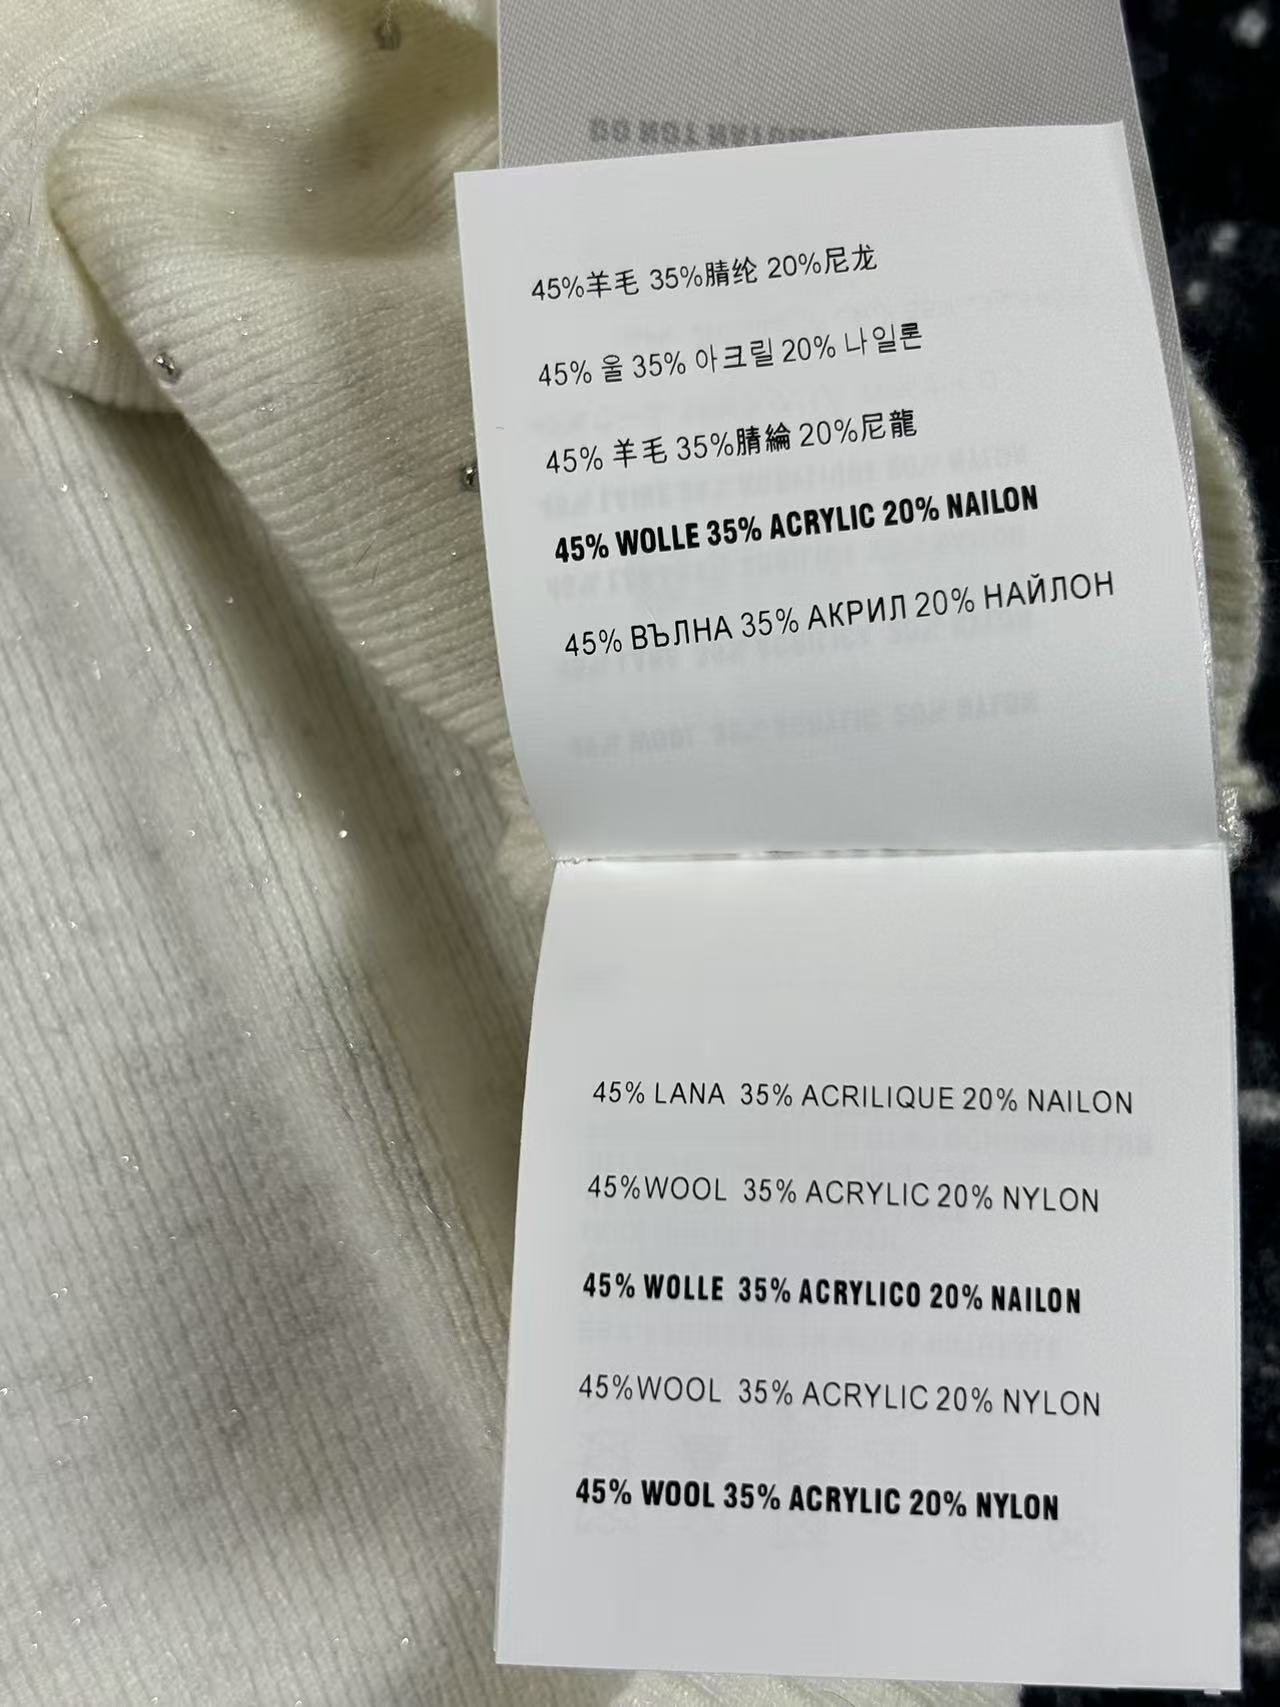 DO NOT
45%羊毛 35%腈纶 20%尼龙
45% 울 35% 아크릴 20% 나일론
45% 羊毛 35%腈綸 20%尼龍
45% WOLLE 35% ACRYLIC 20% NAILON
45% ВЪЛНА 35% АКРИЛ 20% НАЙЛОН
45% LANA 35% ACRILIQUE 20% NAILON
45%WOOL 35% ACRYLIC 20% NYLON
45% WOLLE 35% ACRYLICO 20% NAILON
45%WOOL 35% ACRYLIC 20% NYLON
45% WOOL 35% ACRYLIC 20% NYLON